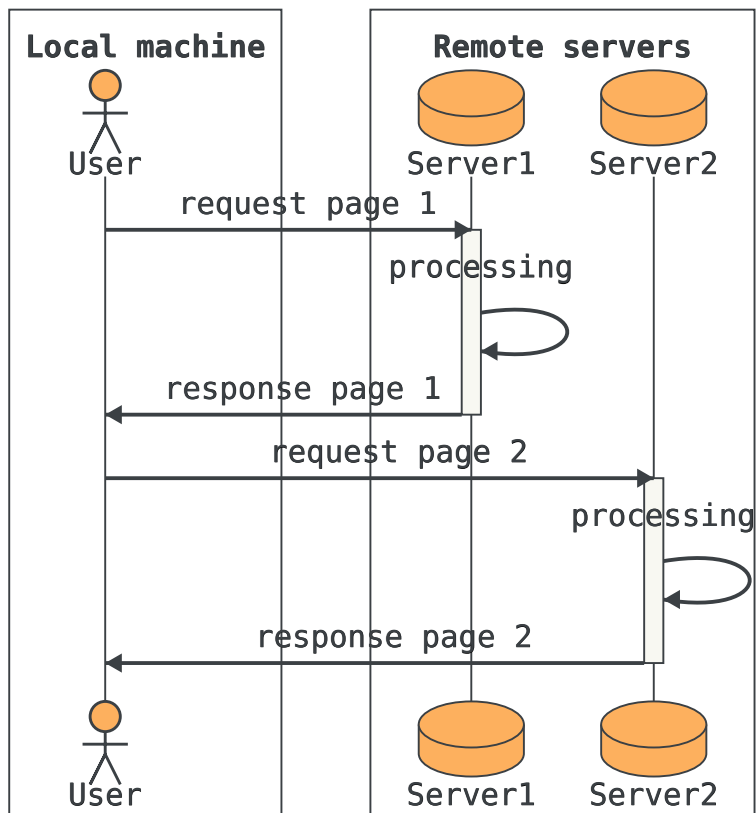 Local machine
Remote servers
User
Server1
Server2
request page 1
processing
response page 1
request page 2
processing
response page 2
User
Server1
Server2